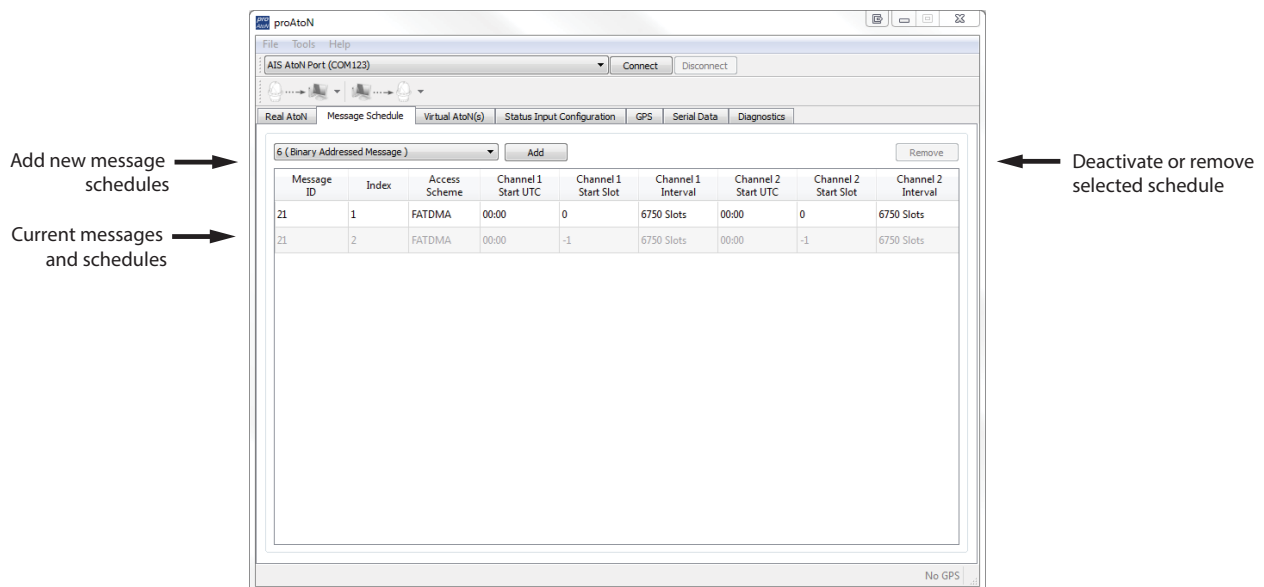 pro AtoN proAtoN
File Tools Help
AIS AtoN Port (COM123) Connect Disconnect
Real AtoN Message Schedule Virtual AtoN(s) Status Input Configuration GPS Serial Data Diagnostics
Add new message
schedules
6 ( Binary Addressed Message ) Add Remove
Deactivate or remove
selected schedule
Message ID Index Access Scheme Channel 1 Start UTC Channel 1 Start Slot Channel 1 Interval Channel 2 Start UTC Channel 2 Start Slot Channel 2 Interval
21 1 FATDMA 00:00 0 6750 Slots 00:00 0 6750 Slots
Current messages
and schedules
21 2 FATDMA 00:00 -1 6750 Slots 00:00 -1 6750 Slots
No GPS